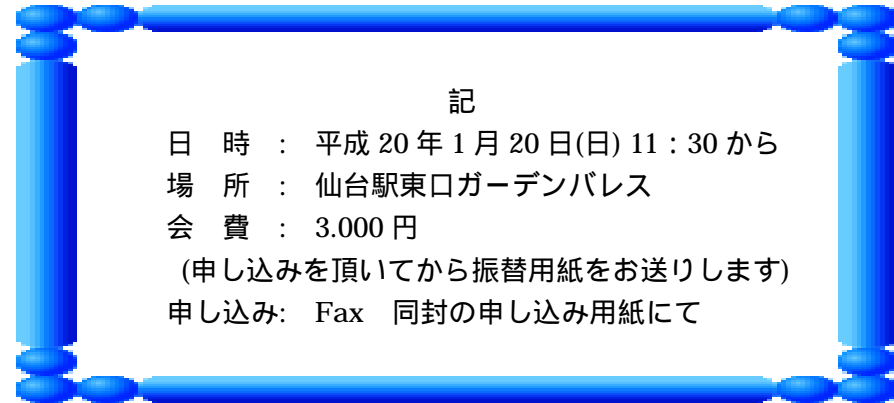 記
日　時　:　平成 20 年 1 月 20 日(日) 11：30 から
場　所　:　仙台駅東口ガーデンバレス
会　費　:　3.000 円
(申し込みを頂いてから振替用紙をお送りします)
申し込み:　Fax　同封の申し込み用紙にて